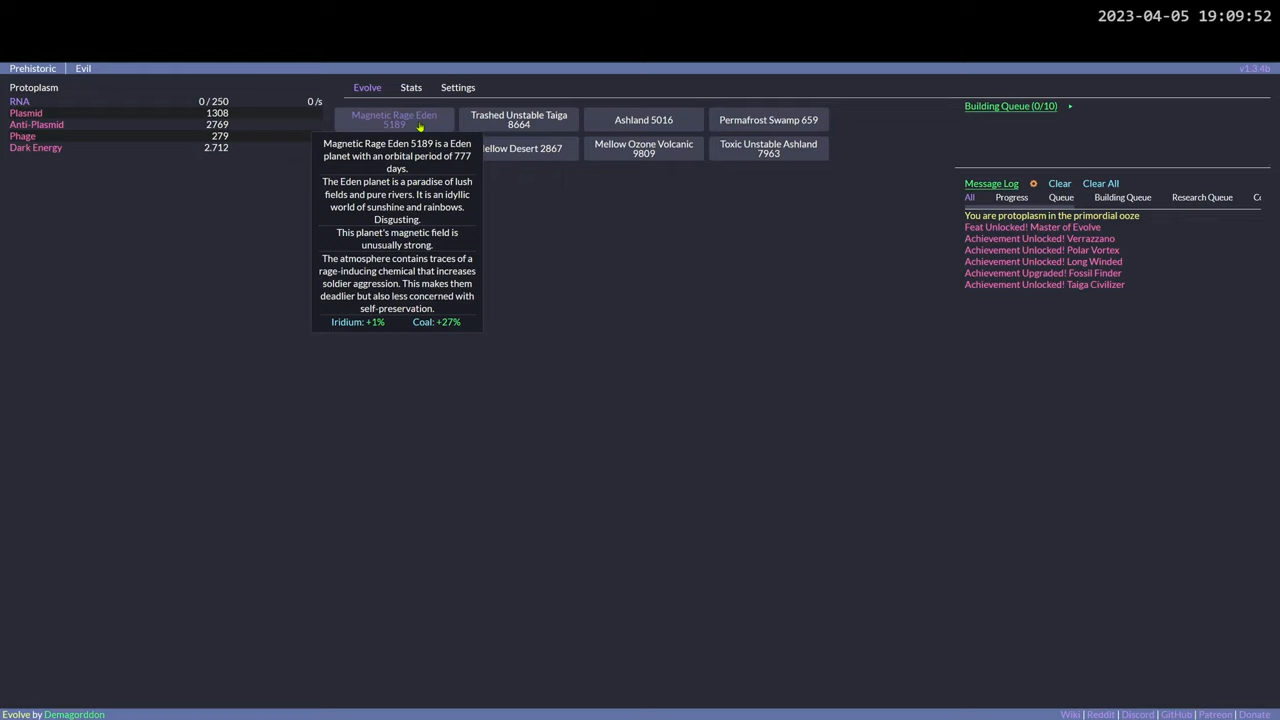 2023-04-05 19:09:52
Prehistoric Evil v1.3.4b
Protoplasm
RNA 0 / 250 0 /s
Plasmid 1308
Anti-Plasmid 2769
Phage 279
Dark Energy 2.712
Evolve Stats Settings
Magnetic Rage Eden
5189
Trashed Unstable Taiga
8664
Ashland 5016
Permafrost Swamp 659
ellow Desert 2867
Mellow Ozone Volcanic
9809
Toxic Unstable Ashland
7963
Magnetic Rage Eden 5189 is a Eden
planet with an orbital period of 777
days.
The Eden planet is a paradise of lush
fields and pure rivers. It is an idyllic
world of sunshine and rainbows.
Disgusting.
This planet's magnetic field is
unusually strong.
The atmosphere contains traces of a
rage-inducing chemical that increases
soldier aggression. This makes them
deadlier but also less concerned with
self-preservation.
Iridium: +1% Coal: +27%
Building Queue (0/10)
Message Log Clear Clear All
All Progress Queue Building Queue Research Queue Co
You are protoplasm in the primordial ooze
Feat Unlocked! Master of Evolve
Achievement Unlocked! Verrazzano
Achievement Unlocked! Polar Vortex
Achievement Unlocked! Long Winded
Achievement Upgraded! Fossil Finder
Achievement Unlocked! Taiga Civilizer
Evolve by Demagorddon
Wiki | Reddit | Discord | GitHub | Patreon | Donate